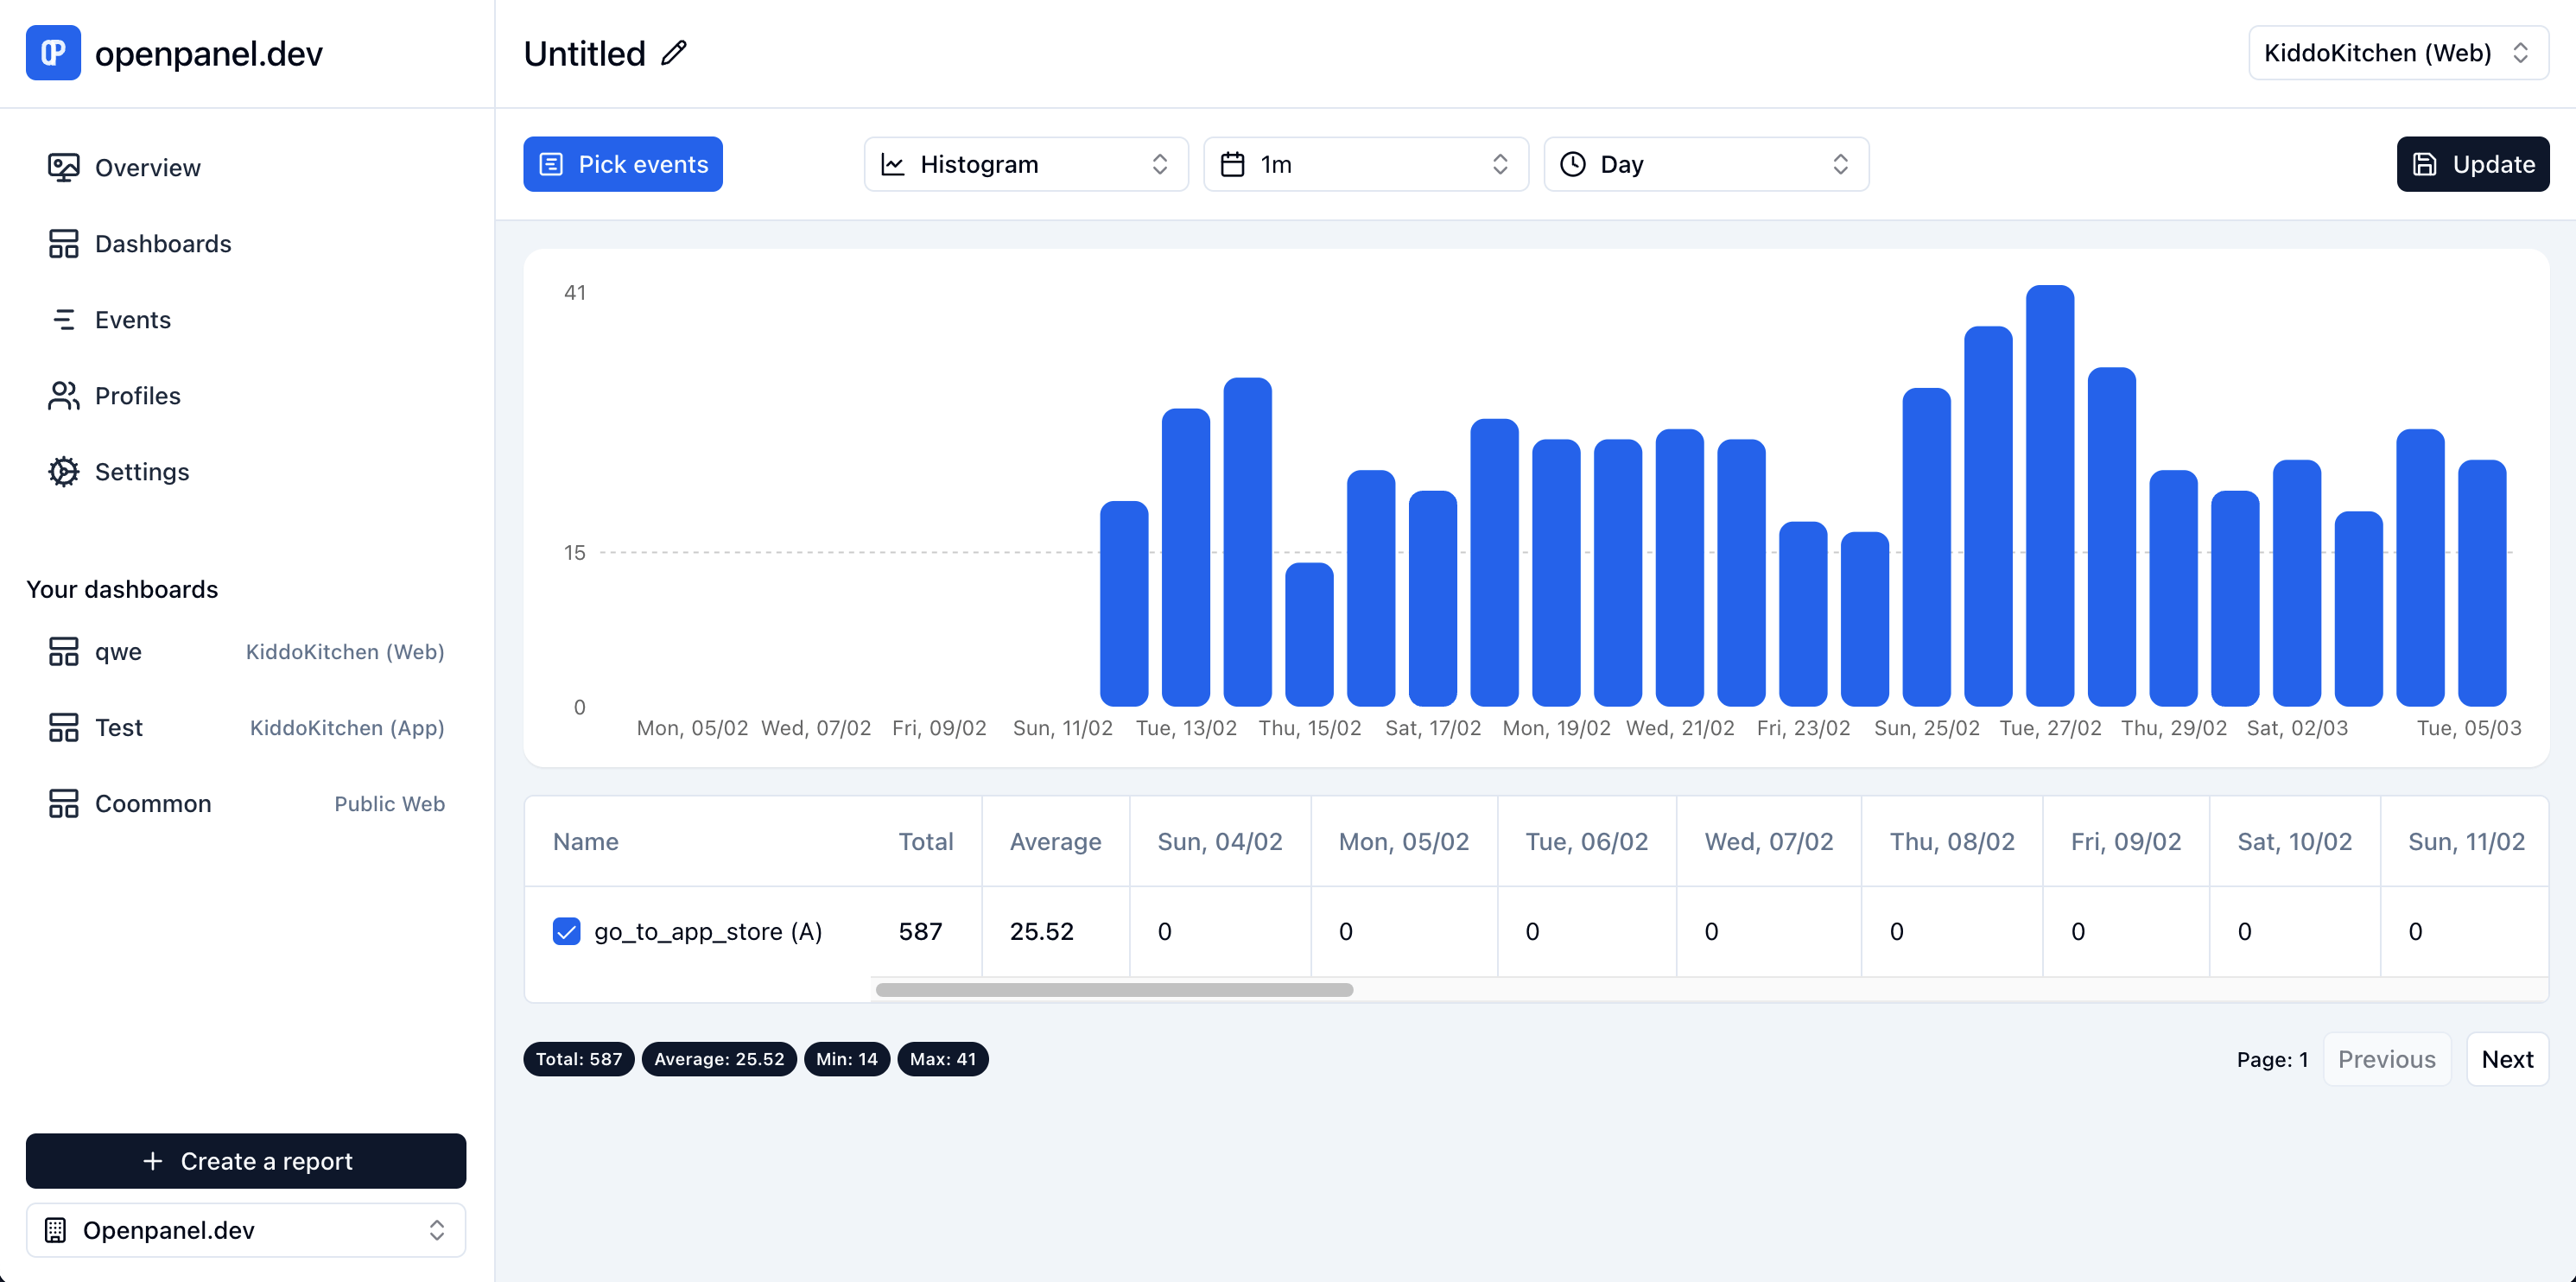 openpanel.dev
Untitled
KiddoKitchen (Web)
Overview
Dashboards
Events
Profiles
Settings
Your dashboards
qwe KiddoKitchen (Web)
Test KiddoKitchen (App)
Coommon Public Web
Create a report
Openpanel.dev
Pick events Histogram 1m Day Update
41
15
0
Mon, 05/02 Wed, 07/02 Fri, 09/02 Sun, 11/02 Tue, 13/02 Thu, 15/02 Sat, 17/02 Mon, 19/02 Wed, 21/02 Fri, 23/02 Sun, 25/02 Tue, 27/02 Thu, 29/02 Sat, 02/03 Tue, 05/03
Name Total Average Sun, 04/02 Mon, 05/02 Tue, 06/02 Wed, 07/02 Thu, 08/02 Fri, 09/02 Sat, 10/02 Sun, 11/02
go_to_app_store (A) 587 25.52 0 0 0 0 0 0 0 0
Total: 587 Average: 25.52 Min: 14 Max: 41
Page: 1 Previous Next